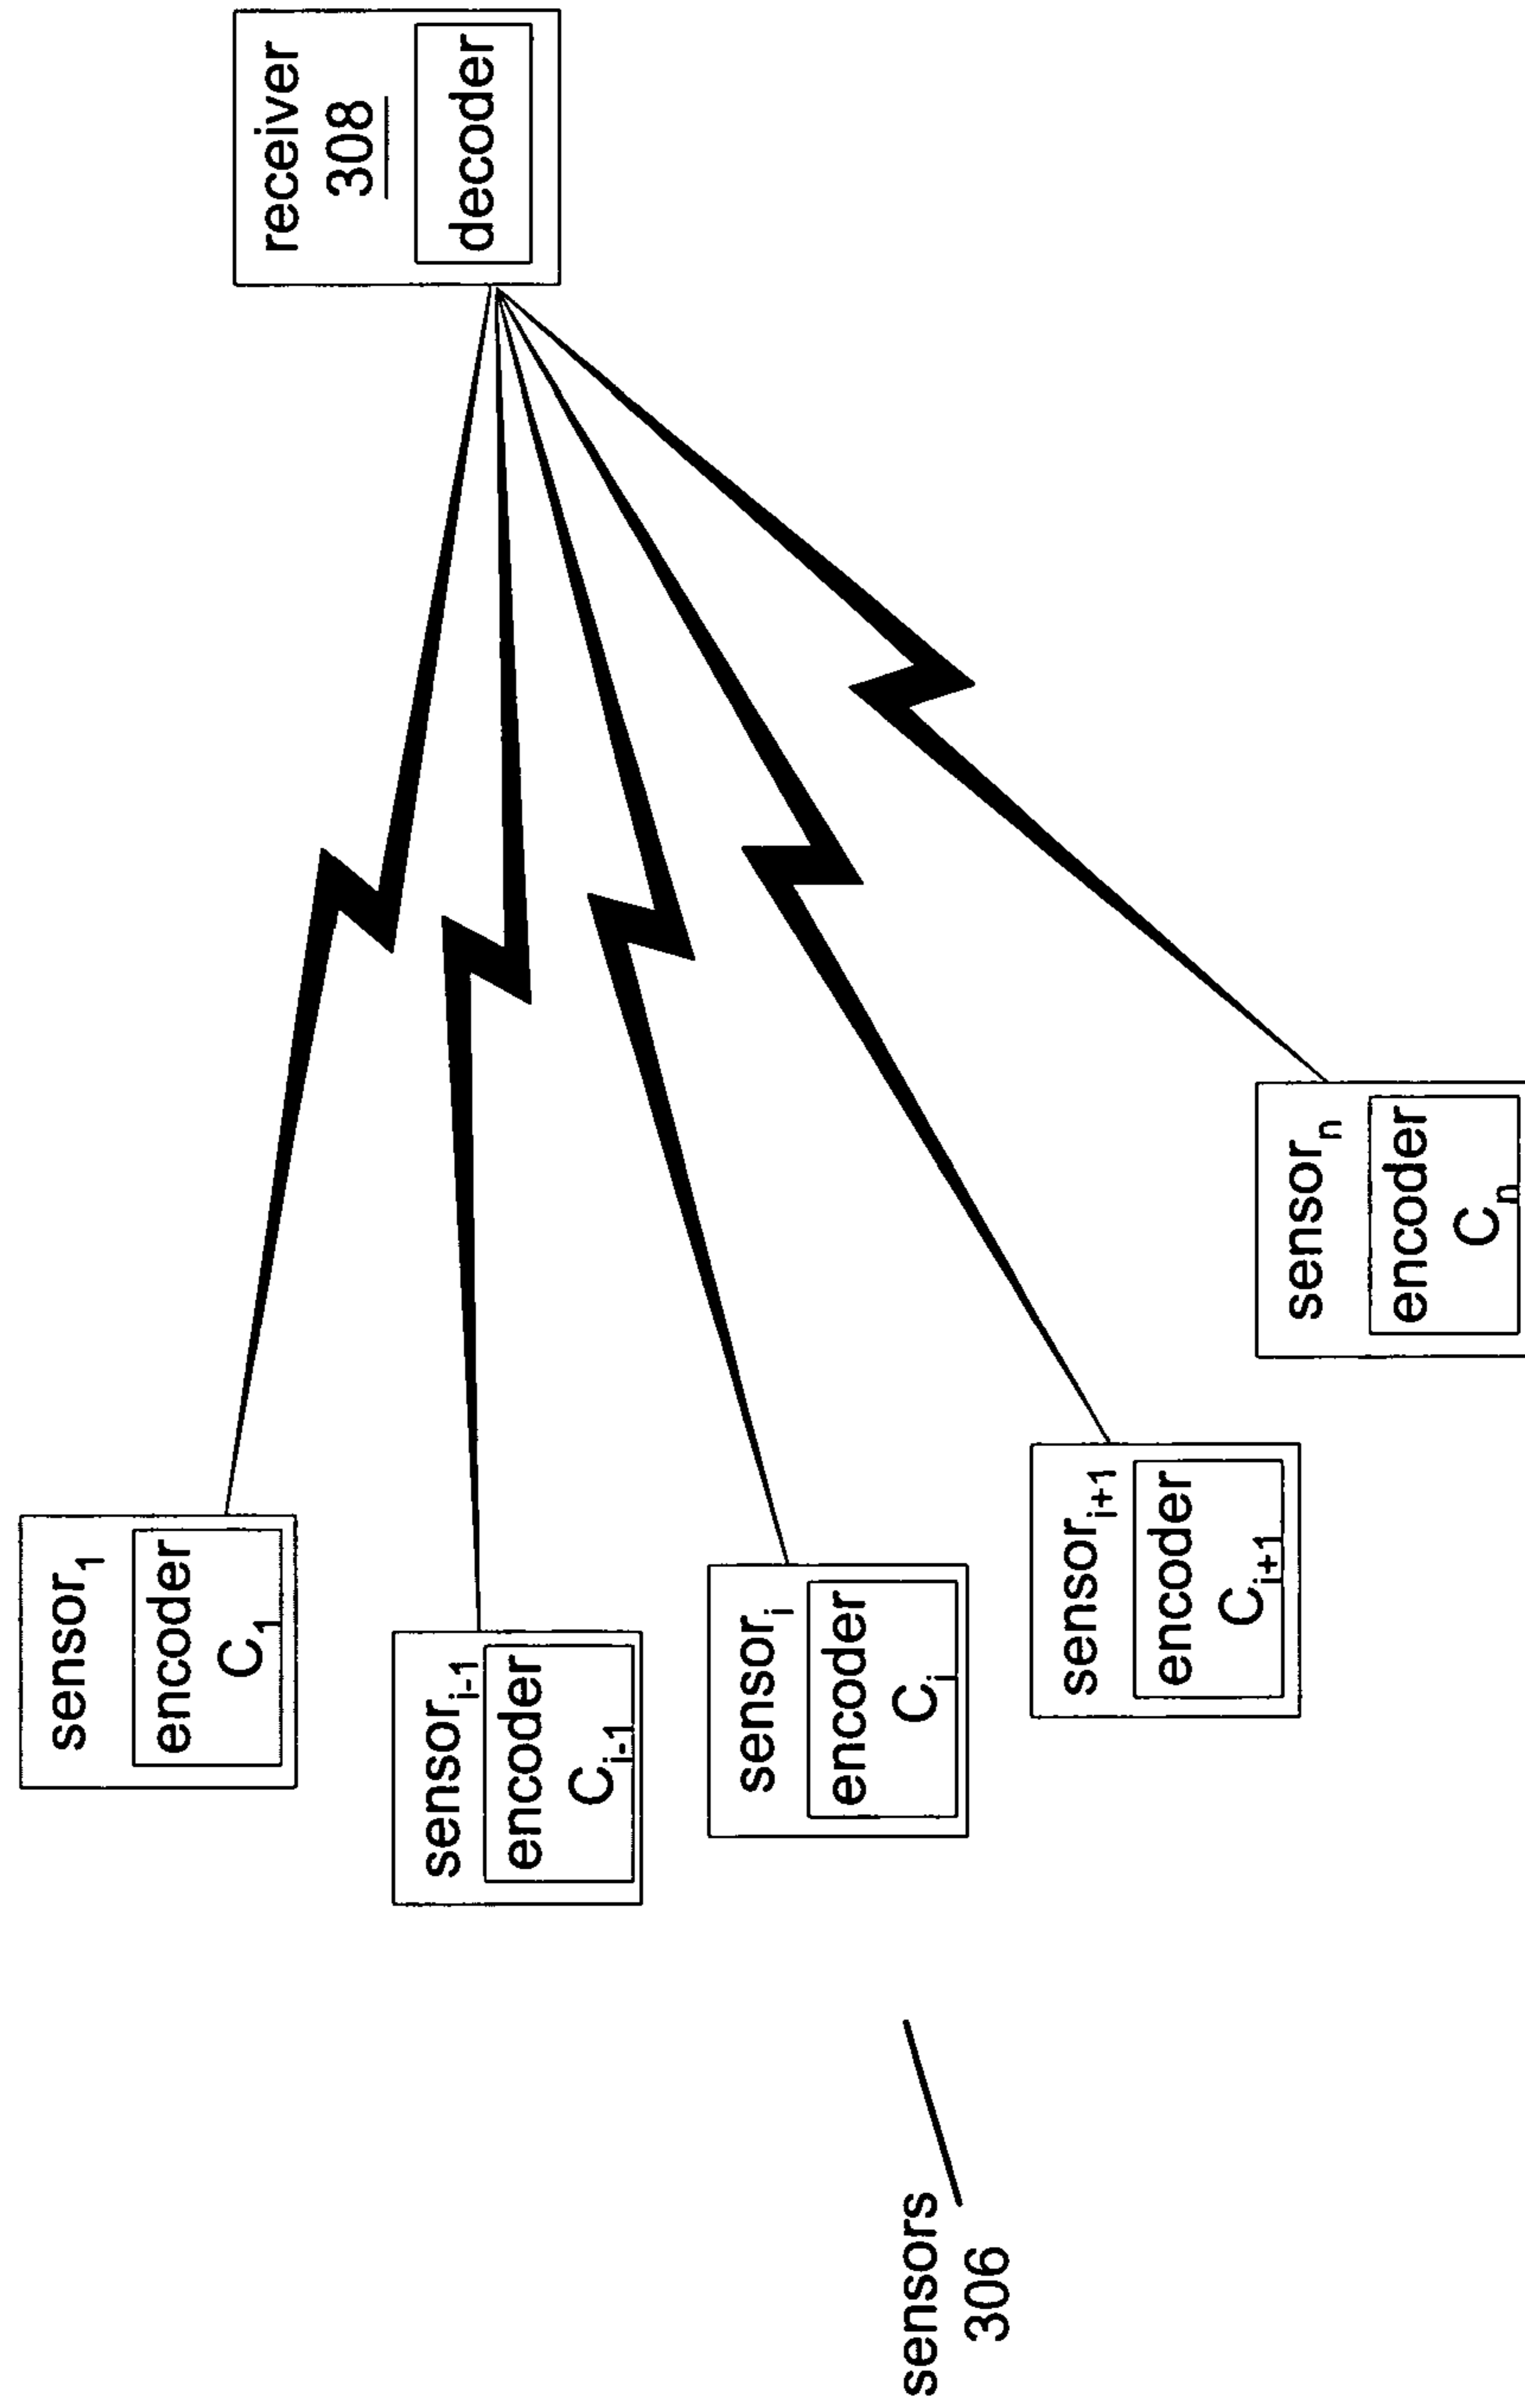 receiver
308
decoder
sensor₁
encoder
C₁
sensorᵢ₋₁
encoder
Cᵢ₋₁
sensorᵢ
encoder
Cᵢ
sensorᵢ₊₁
encoder
Cᵢ₊₁
sensorₙ
encoder
Cₙ
sensors
306